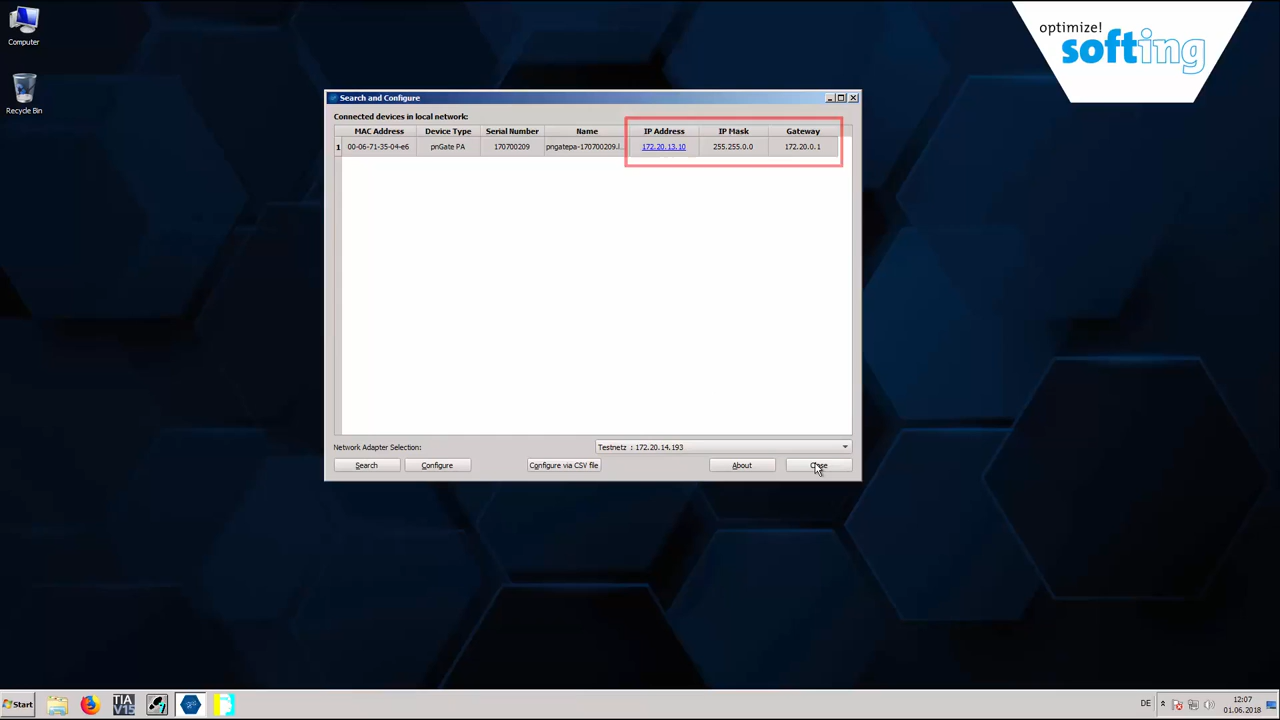 Computer
Recycle Bin
optimize!
softing
Search and Configure
Connected devices in local network:
MAC Address Device Type Serial Number Name IP Address IP Mask Gateway
1 00-06-71-35-04-e6 pnGate PA 170700209 pngatepa-170700209.l... 172.20.13.10 255.255.0.0 172.20.0.1
Network Adapter Selection: Testnetz : 172.20.14.193
Search Configure Configure via CSV file About Close
Start TIA V15 DE 12:07
01.06.2018